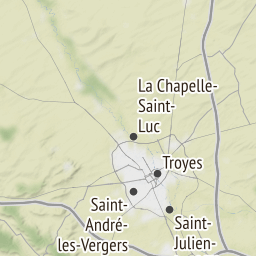 La Chapelle-
Saint-
Luc
Troyes
Saint-
André-
les-Vergers
Saint-
Julien-